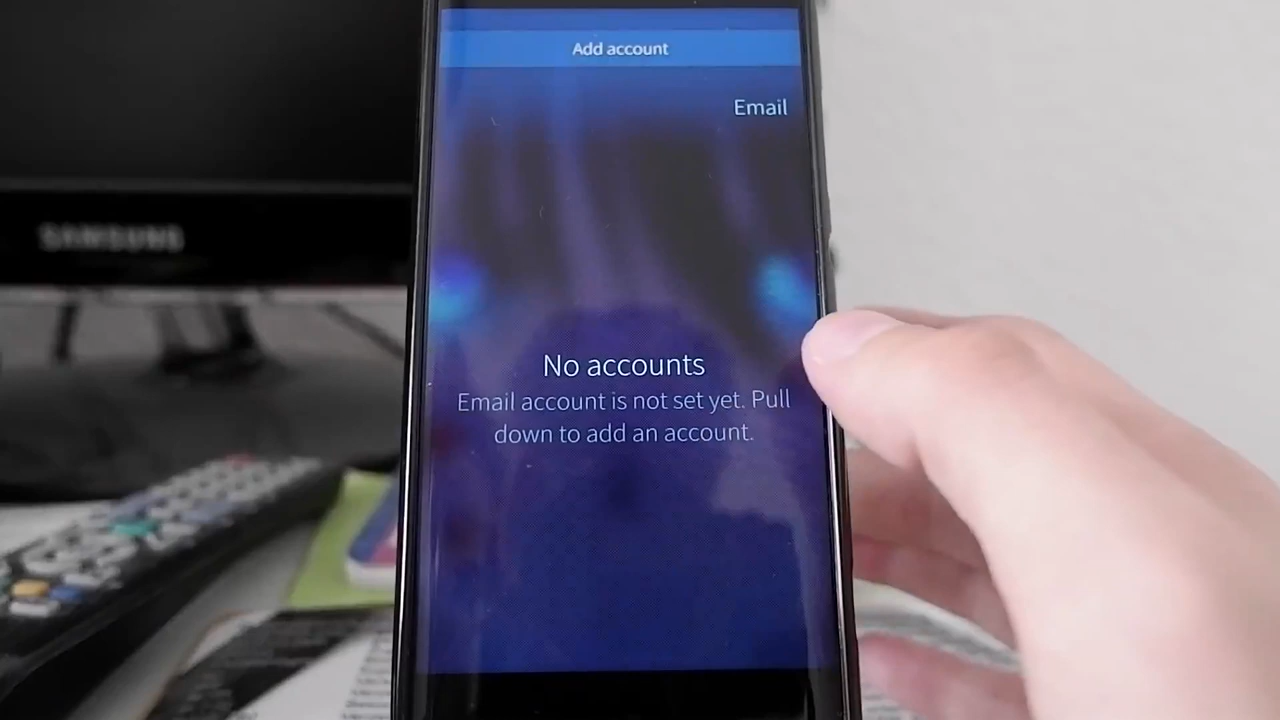 Add account
Email
SAMSUNG
No accounts
Email account is not set yet. Pull
down to add an account.